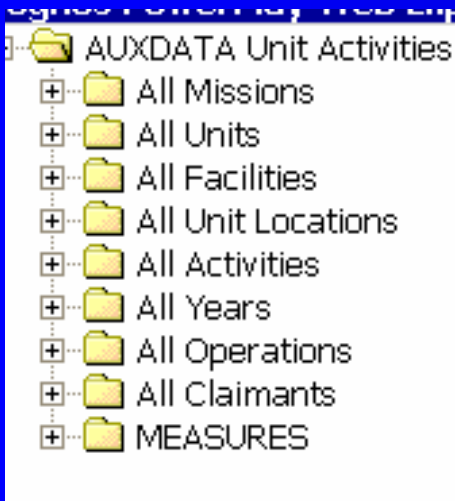 AUXDATA Unit Activities
All Missions
All Units
All Facilities
All Unit Locations
All Activities
All Years
All Operations
All Claimants
MEASURES